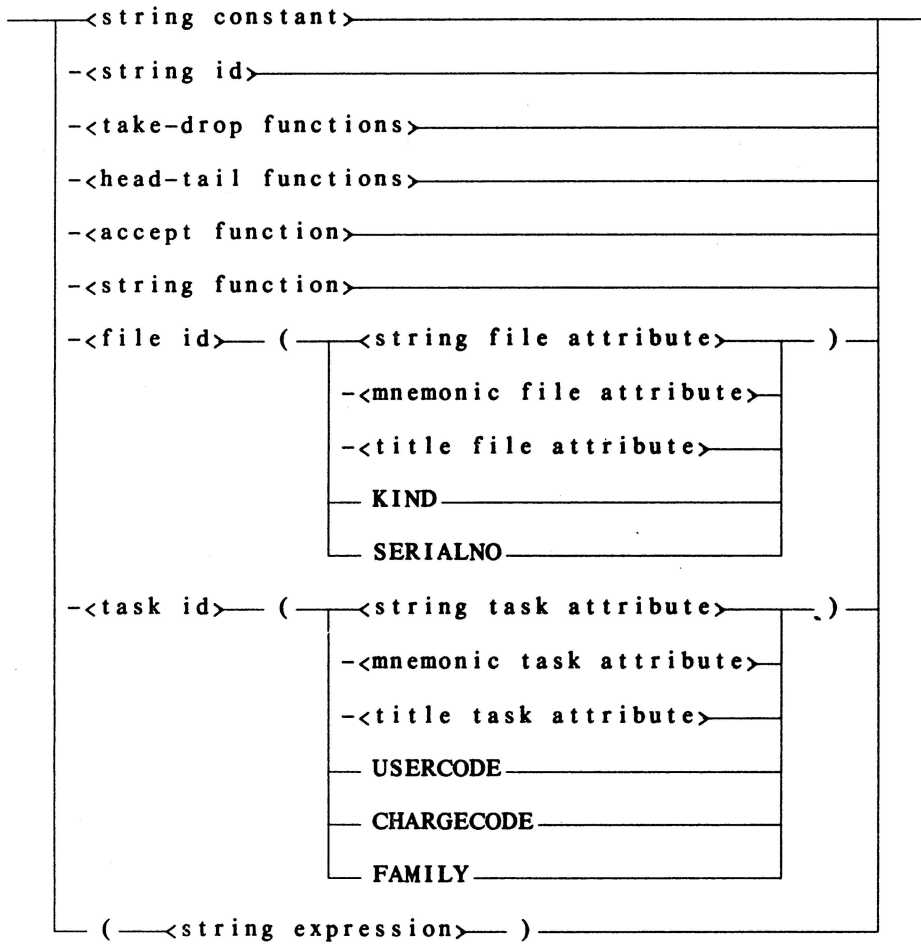 <string constant>
<string id>
<take-drop functions>
<head-tail functions>
<accept function>
<string function>
<file id> ( <string file attribute> )
<mnemonic file attribute>
<title file attribute>
KIND
SERIALNO
<task id> ( <string task attribute> )
<mnemonic task attribute>
<title task attribute>
USERCODE
CHARGECODE
FAMILY
( <string expression> )